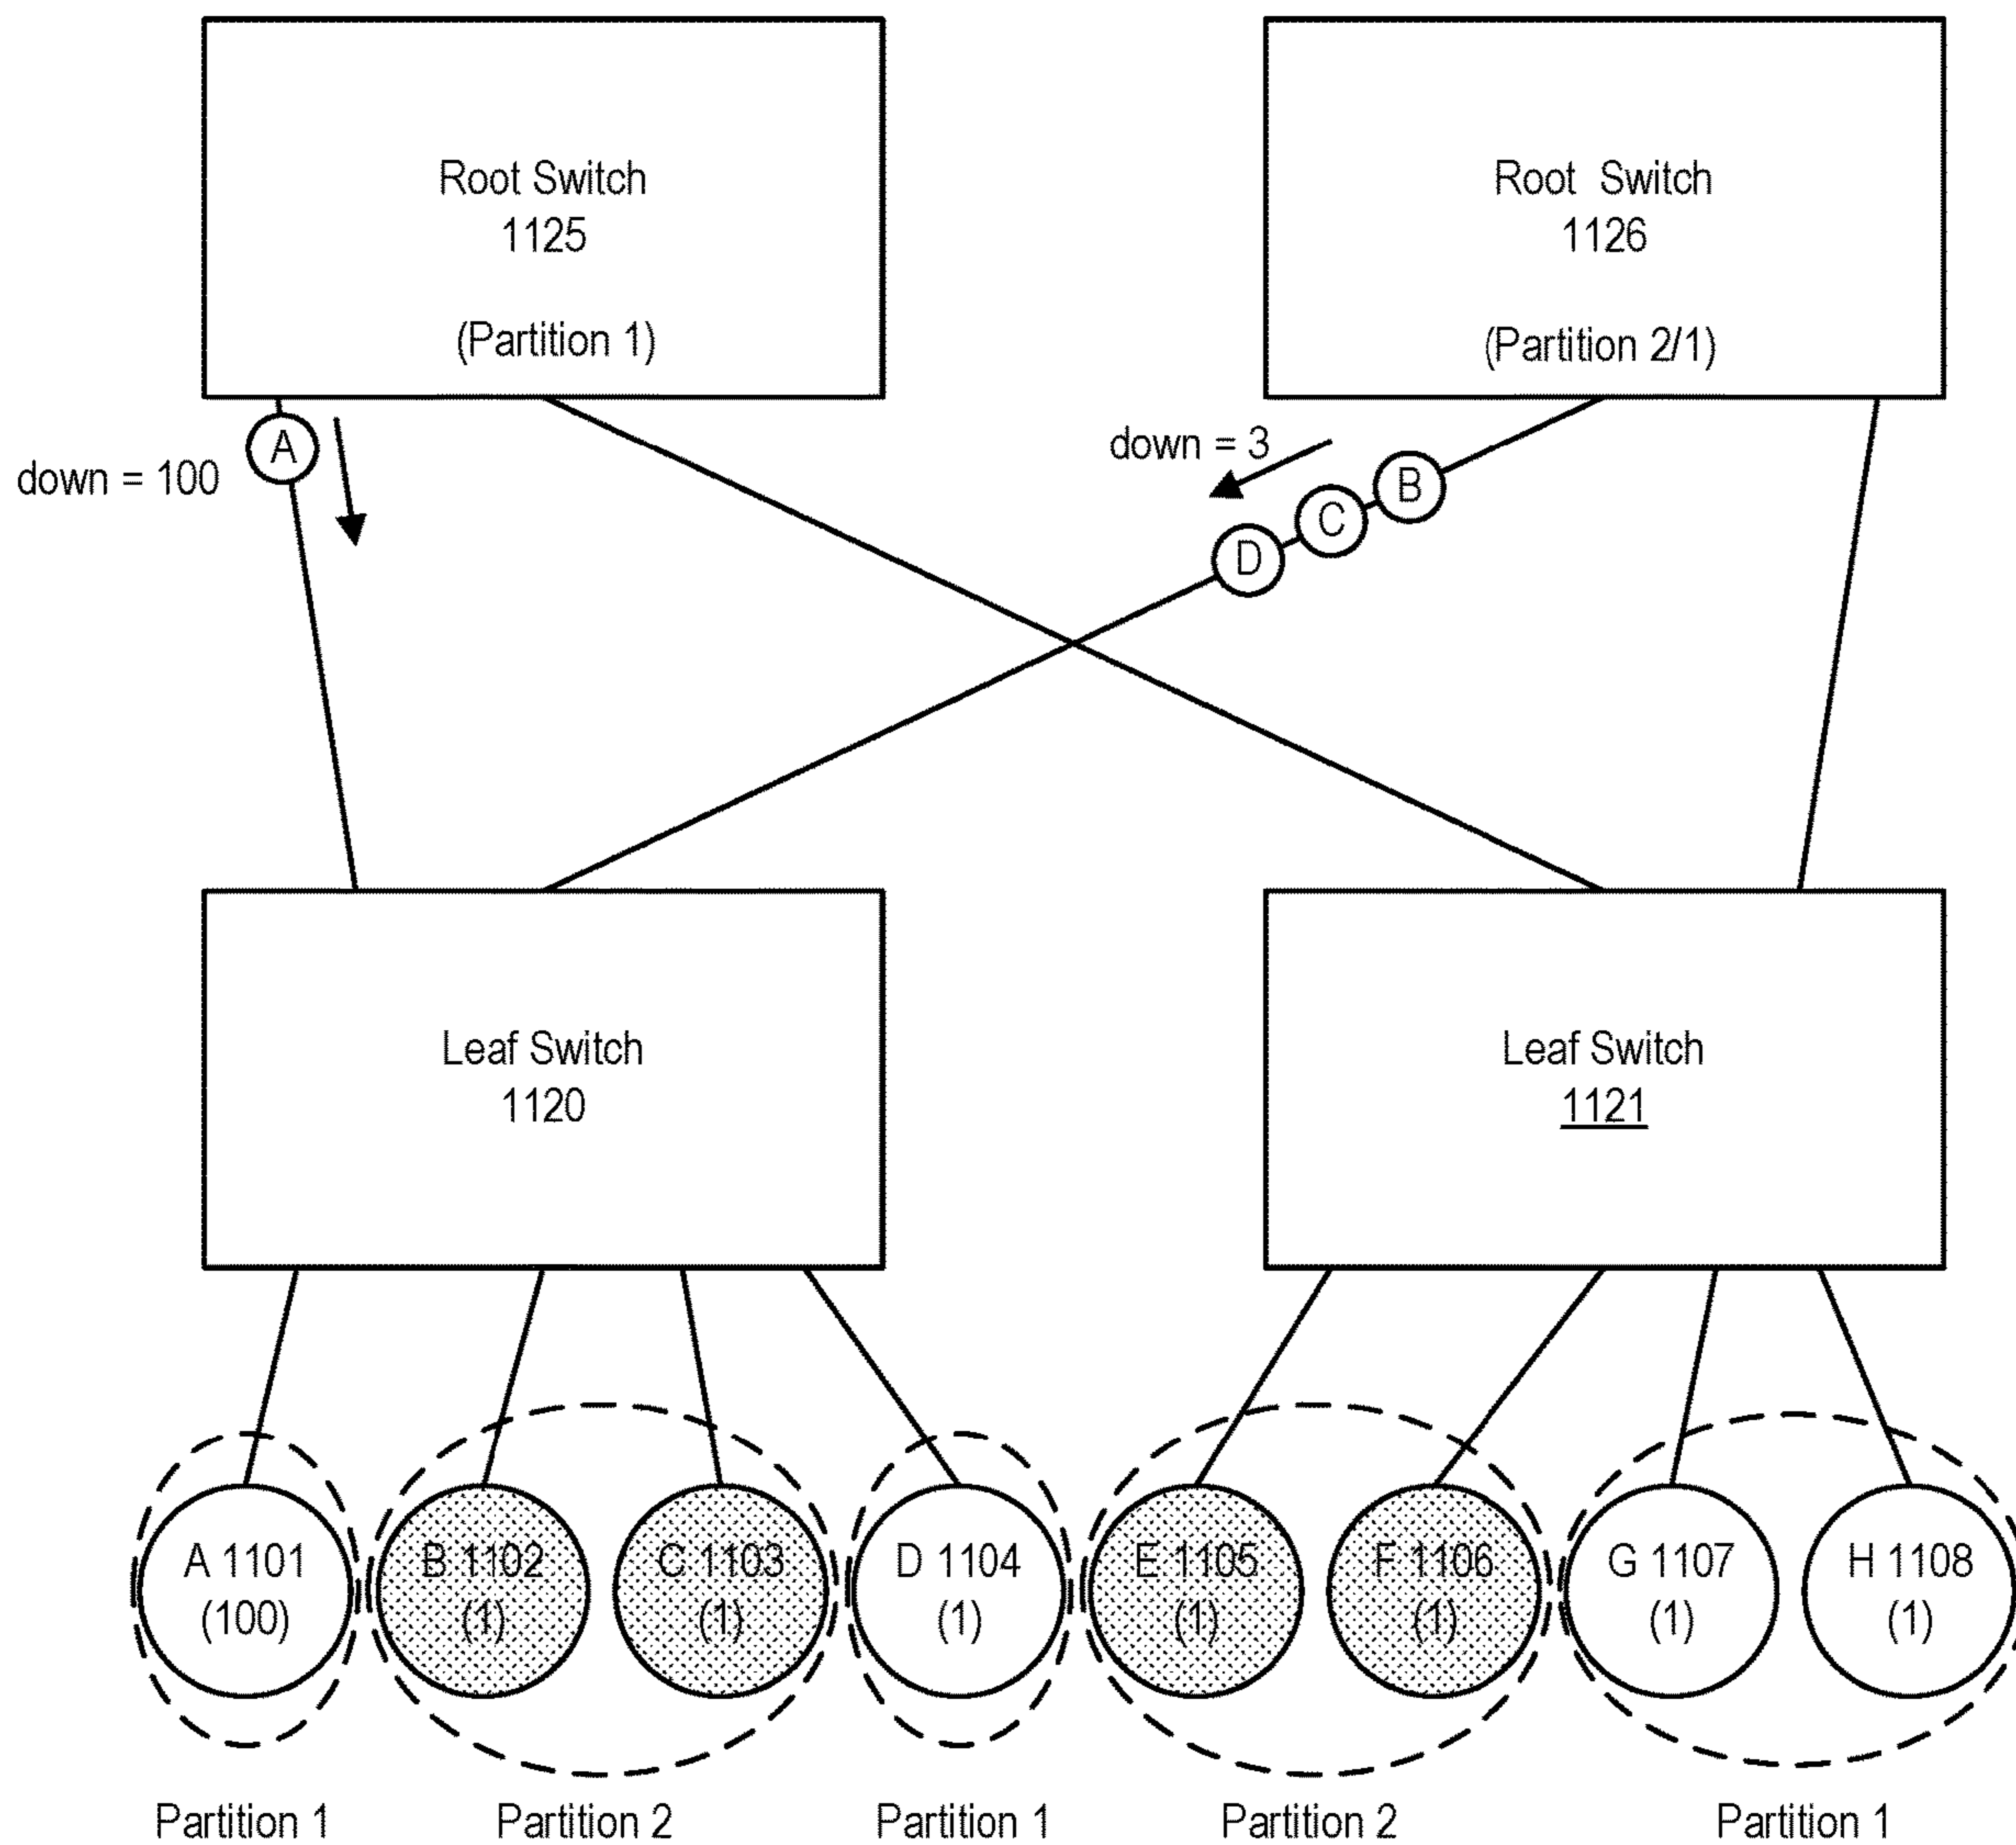 Root Switch
1125
(Partition 1)
Root Switch
1126
(Partition 2/1)
A
down = 100
down = 3
B
C
D
Leaf Switch
1120
Leaf Switch
1121
A 1101
(100)
B 1102
(1)
C 1103
(1)
D 1104
(1)
E 1105
(1)
F 1106
(1)
G 1107
(1)
H 1108
(1)
Partition 1
Partition 2
Partition 1
Partition 2
Partition 1